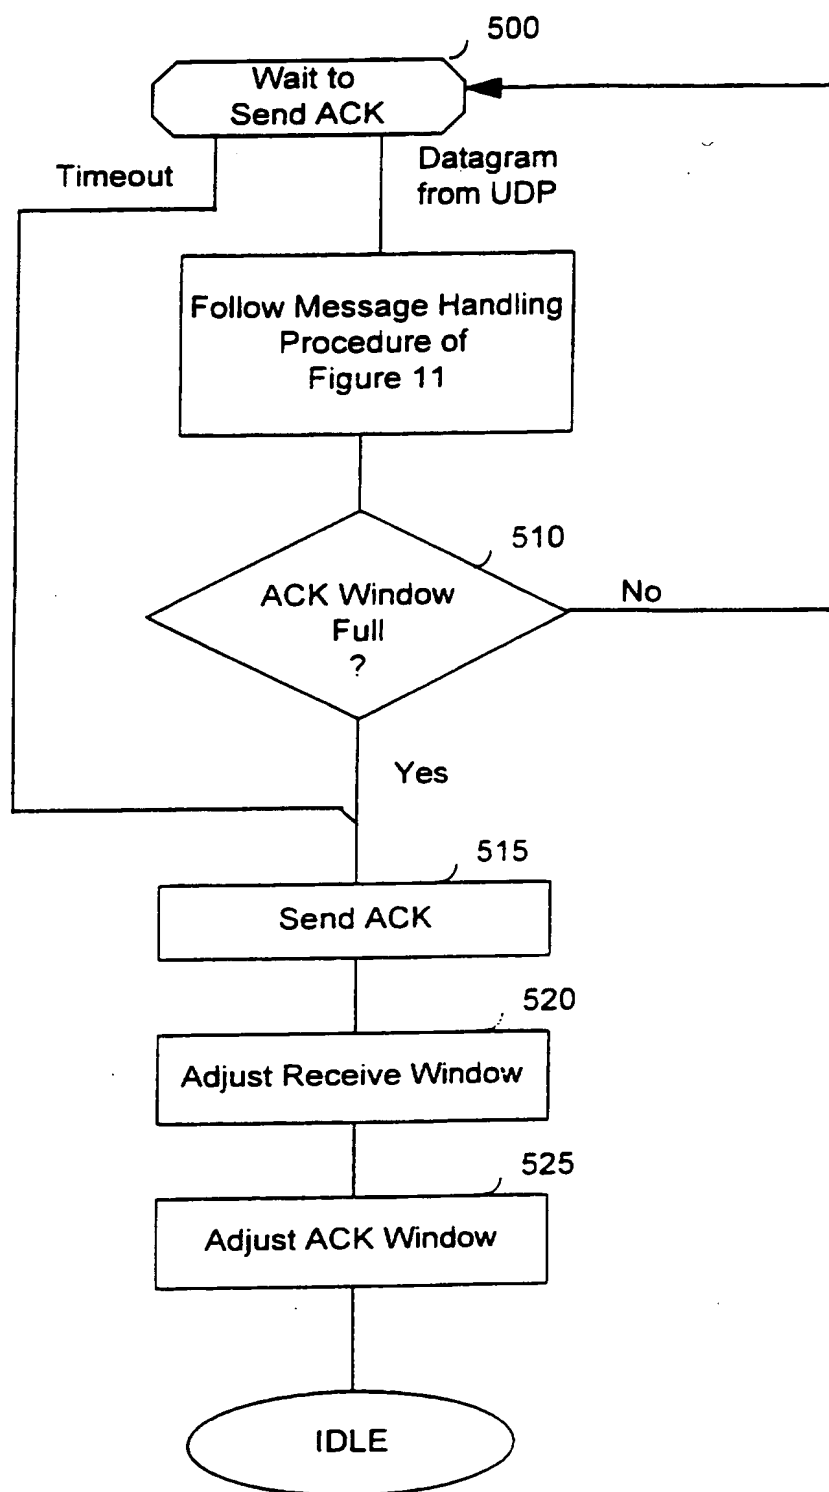 500
Wait to
Send ACK
Timeout
Datagram
from UDP
Follow Message Handling
Procedure of
Figure 11
510
ACK Window
Full
?
No
Yes
515
Send ACK
520
Adjust Receive Window
525
Adjust ACK Window
IDLE